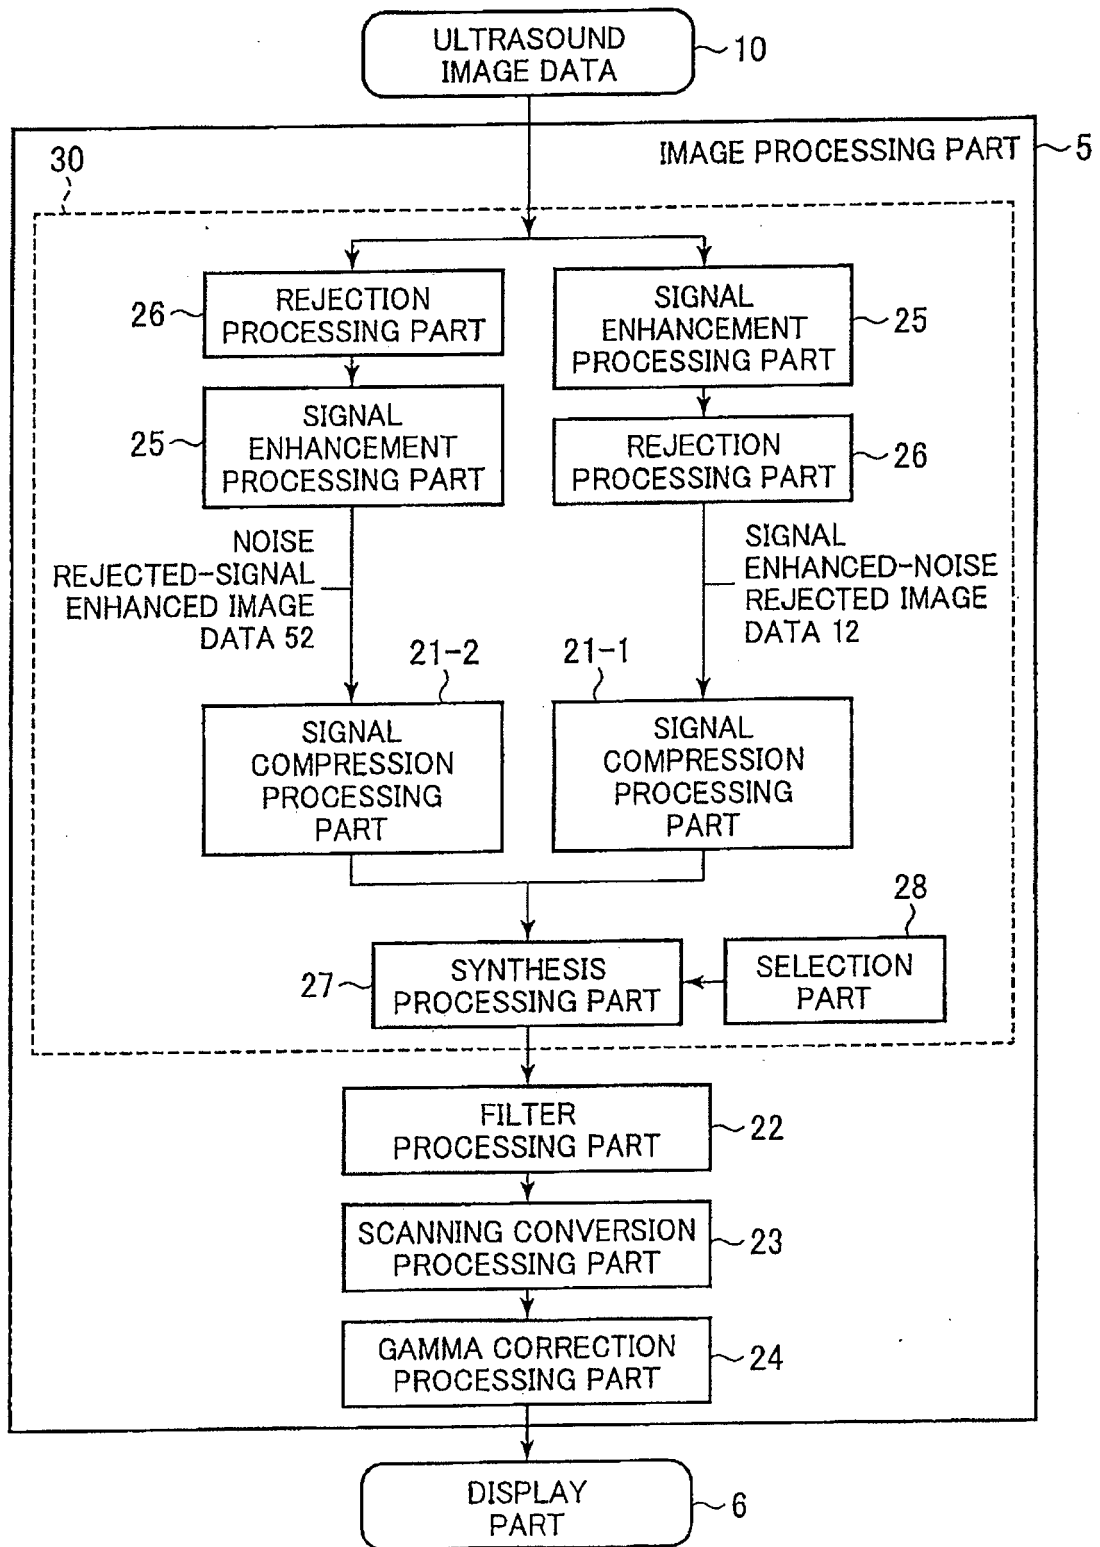 ULTRASOUND
IMAGE DATA
10
IMAGE PROCESSING PART
5
30
REJECTION
PROCESSING PART
26
SIGNAL
ENHANCEMENT
PROCESSING PART
25
SIGNAL
ENHANCEMENT
PROCESSING PART
25
REJECTION
PROCESSING PART
26
NOISE
REJECTED-SIGNAL
ENHANCED IMAGE
DATA 52
SIGNAL
ENHANCED-NOISE
REJECTED IMAGE
DATA 12
21-2
21-1
SIGNAL
COMPRESSION
PROCESSING
PART
SIGNAL
COMPRESSION
PROCESSING
PART
28
27
SYNTHESIS
PROCESSING PART
SELECTION
PART
FILTER
PROCESSING PART
22
SCANNING CONVERSION
PROCESSING PART
23
GAMMA CORRECTION
PROCESSING PART
24
DISPLAY
PART
6